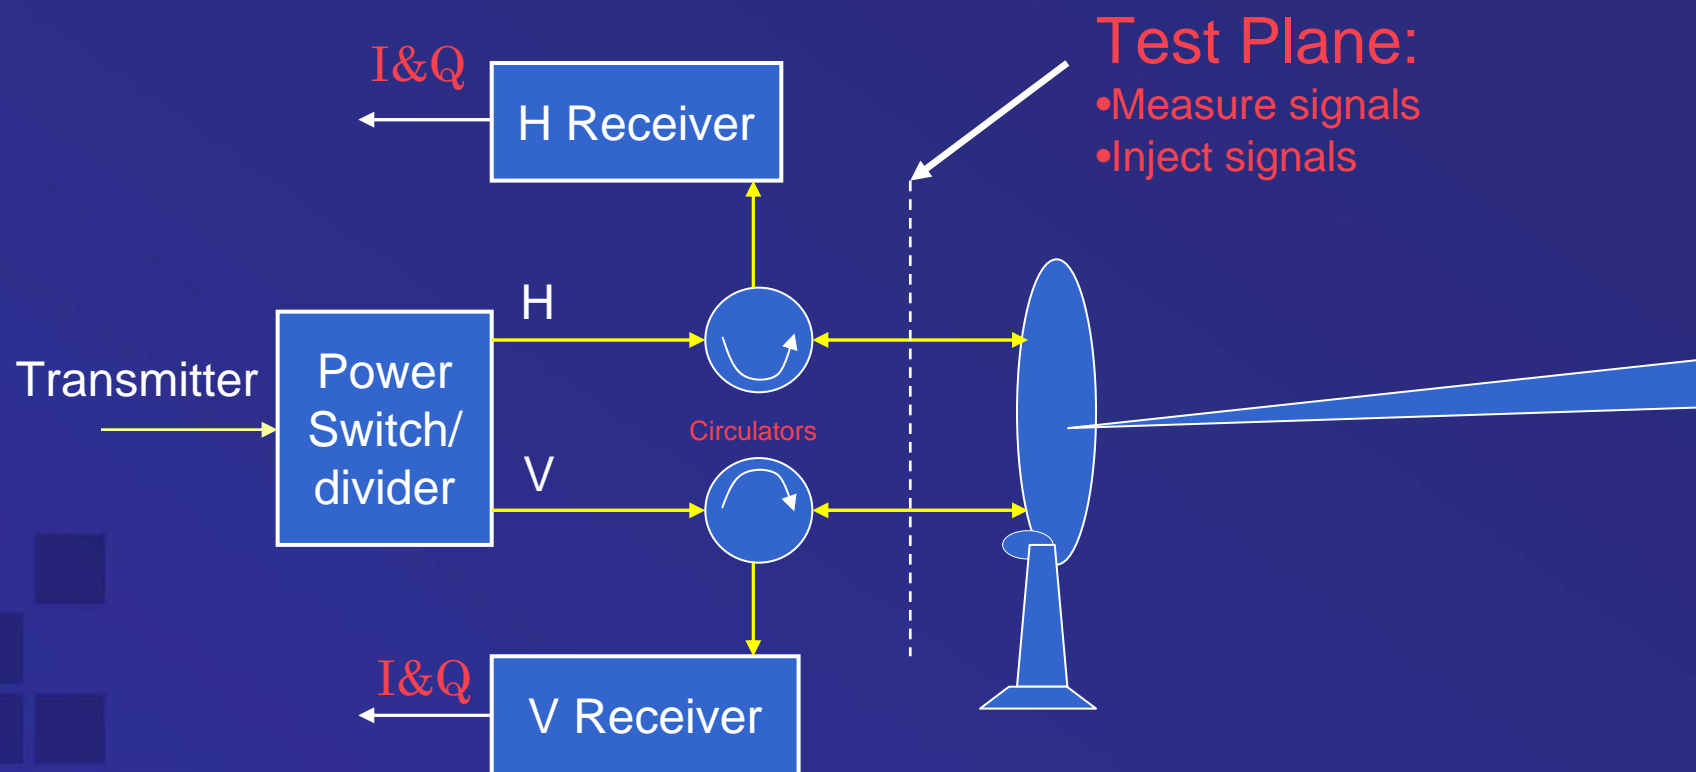 Test Plane:
•Measure signals
•Inject signals
I&Q
H Receiver
H
Transmitter
Power
Switch/
divider
Circulators
V
I&Q
V Receiver